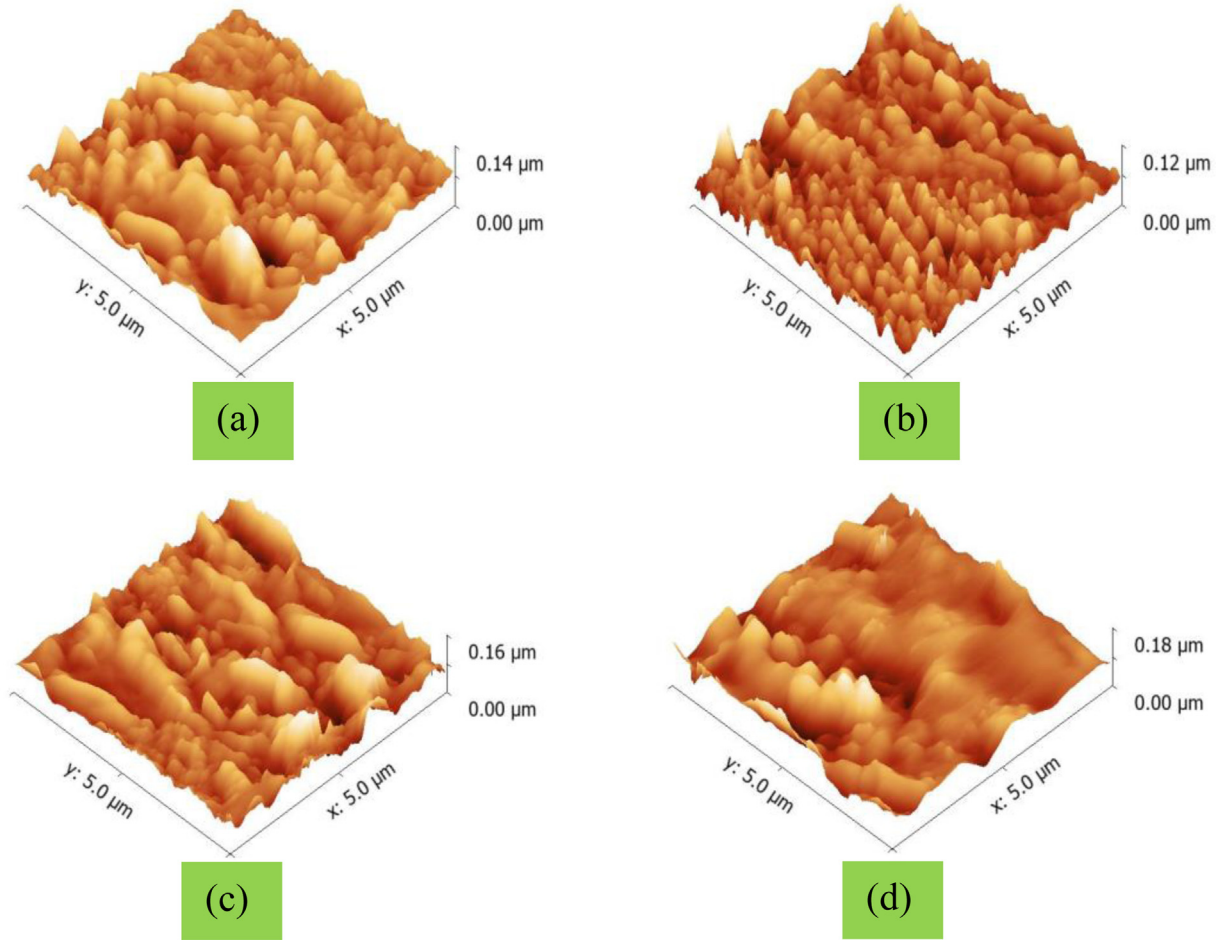 0.14 µm
0.00 µm
y: 5.0 µm
x: 5.0 µm
(a)
0.12 µm
0.00 µm
y: 5.0 µm
x: 5.0 µm
(b)
0.16 µm
0.00 µm
y: 5.0 µm
x: 5.0 µm
(c)
0.18 µm
0.00 µm
y: 5.0 µm
x: 5.0 µm
(d)